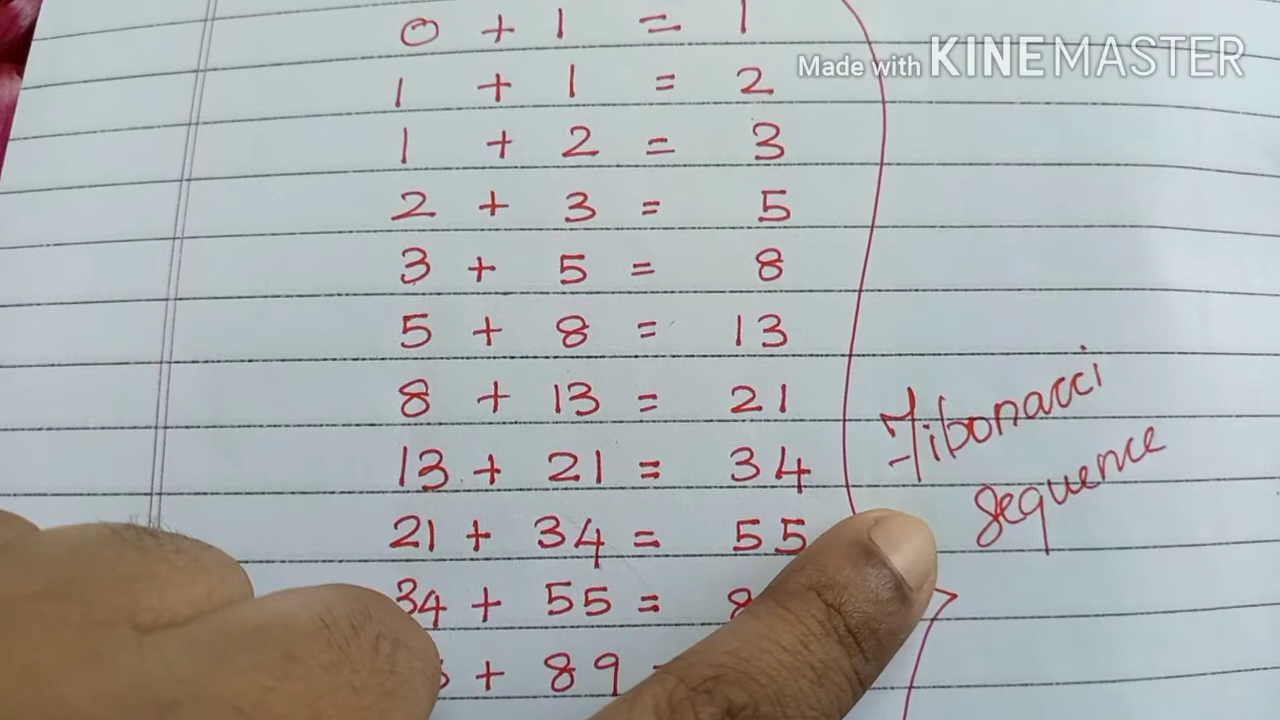 0 + 1 = 1
Made with KINEMASTER
1 + 1 = 2
1 + 2 = 3
2 + 3 = 5
3 + 5 = 8
5 + 8 = 13
8 + 13 = 21
13 + 21 = 34
21 + 34 = 55
34 + 55 =
+ 89
Fibonacci
sequence